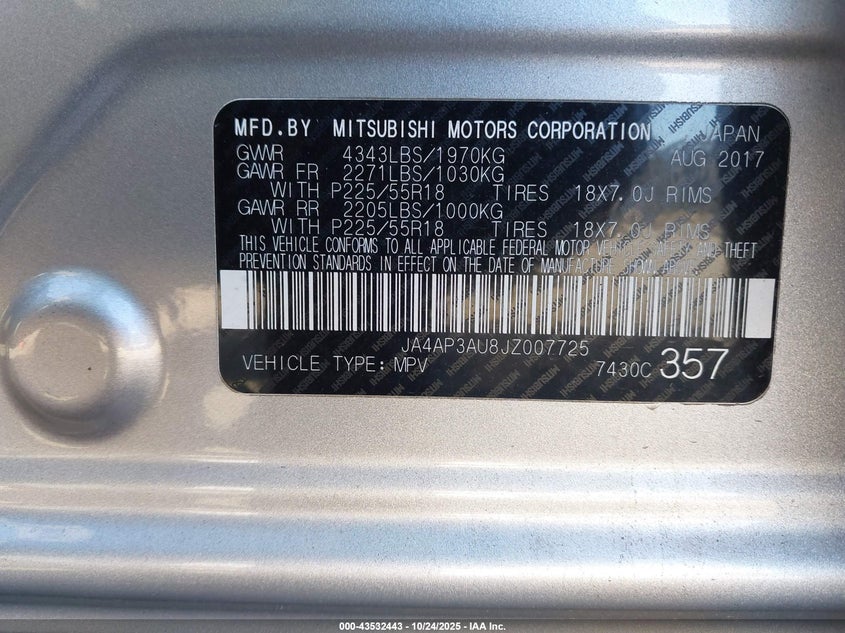 MFD.BY MITSUBISHI MOTORS CORPORATION JAPAN
GVWR 4343LBS/1970KG AUG 2017
GAWR FR 2271LBS/1030KG
WITH P225/55R18 TIRES 18X7.0J RIMS
GAWR RR 2205LBS/1000KG
WITH P225/55R18 TIRES 18X7.0J RIMS
THIS VEHICLE CONFORMS TO ALL APPLICABLE FEDERAL MOTOR VEHICLE SAFETY AND THEFT
PREVENTION STANDARDS IN EFFECT ON THE DATE OF MANUFACTURE SHOWN ABOVE.
JA4AP3AU8JZ007725
VEHICLE TYPE: MPV 7430C 357
000-43532443 - 10/24/2025 - IAA Inc.